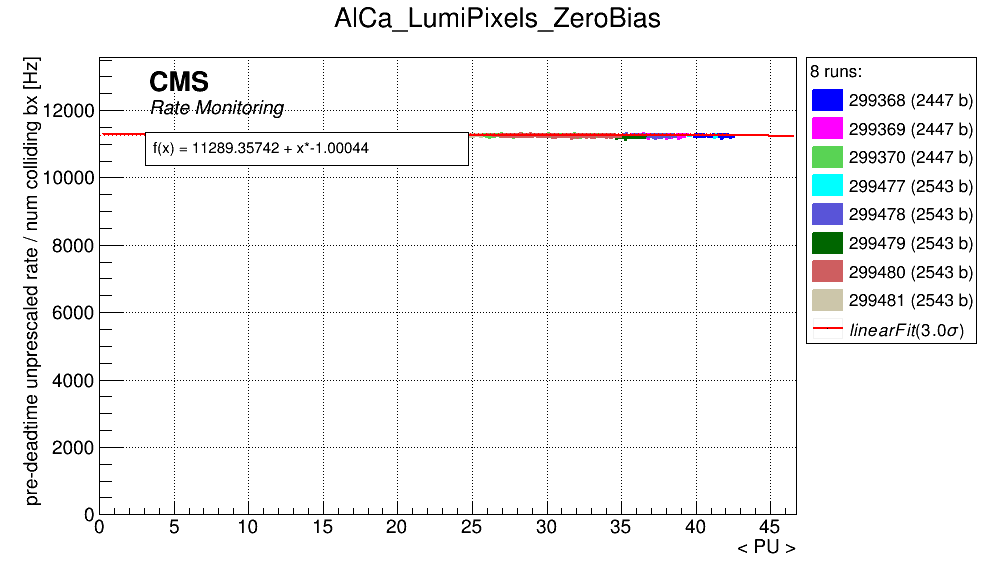 AlCa_LumiPixels_ZeroBias
pre-deadtime unprescaled rate / num colliding bx [Hz]
CMS
Rate Monitoring
f(x) = 11289.35742 + x*-1.00044
12000
10000
8000
6000
4000
2000
0
0 5 10 15 20 25 30 35 40 45
< PU >
8 runs:
299368 (2447 b)
299369 (2447 b)
299370 (2447 b)
299477 (2543 b)
299478 (2543 b)
299479 (2543 b)
299480 (2543 b)
299481 (2543 b)
linearFit(3.0σ)